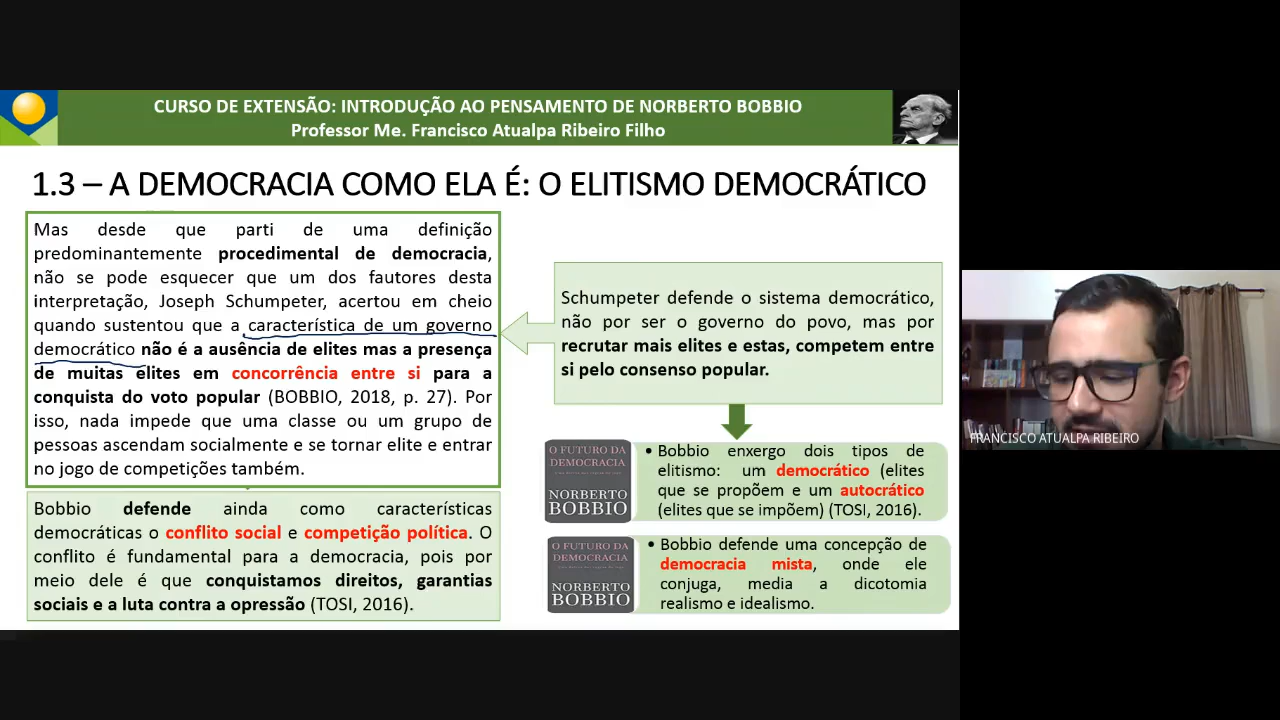 CURSO DE EXTENSÃO: INTRODUÇÃO AO PENSAMENTO DE NORBERTO BOBBIO
Professor Me. Francisco Atualpa Ribeiro Filho
1.3 – A DEMOCRACIA COMO ELA É: O ELITISMO DEMOCRÁTICO
Mas desde que parti de uma definição
predominantemente procedimental de democracia,
não se pode esquecer que um dos fautores desta
interpretação, Joseph Schumpeter, acertou em cheio
quando sustentou que a característica de um governo
democrático não é a ausência de elites mas a presença
de muitas elites em concorrência entre si para a
conquista do voto popular (BOBBIO, 2018, p. 27). Por
isso, nada impede que uma classe ou um grupo de
pessoas ascendam socialmente e se tornar elite e entrar
no jogo de competições também.
Bobbio defende ainda como características
democráticas o conflito social e competição política. O
conflito é fundamental para a democracia, pois por
meio dele é que conquistamos direitos, garantias
sociais e a luta contra a opressão (TOSI, 2016).
Schumpeter defende o sistema democrático,
não por ser o governo do povo, mas por
recrutar mais elites e estas, competem entre
si pelo consenso popular.
O FUTURO DA
DEMOCRACIA
NORBERTO
BOBBIO
• Bobbio enxergo dois tipos de
elitismo: um democrático (elites
que se propõem e um autocrático
(elites que se impõem) (TOSI, 2016).
O FUTURO DA
DEMOCRACIA
NORBERTO
BOBBIO
• Bobbio defende uma concepção de
democracia mista, onde ele
conjuga, media a dicotomia
realismo e idealismo.
FRANCISCO ATUALPA RIBEIRO